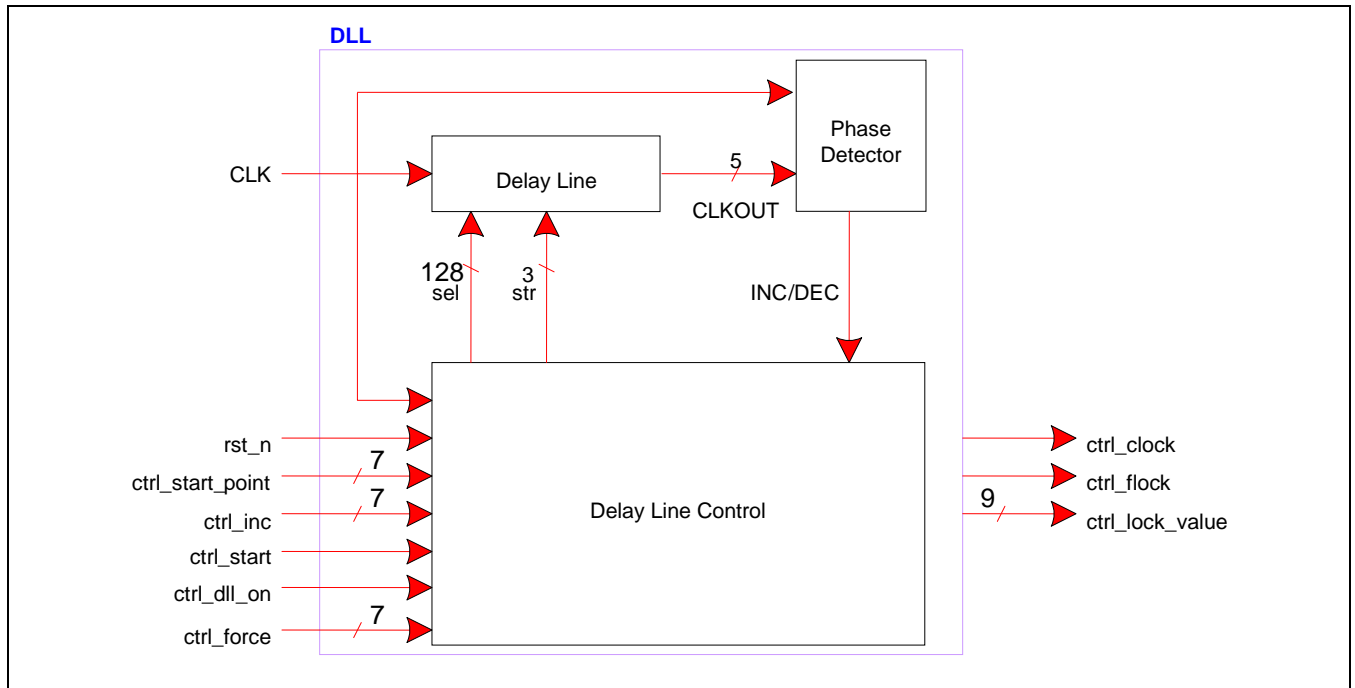 DLL
Phase
Detector
CLK
Delay Line
5
CLKOUT
128
sel
3
str
INC/DEC
rst_n
ctrl_start_point
7
ctrl_inc
7
ctrl_start
ctrl_dll_on
ctrl_force
7
Delay Line Control
ctrl_clock
ctrl_flock
9
ctrl_lock_value